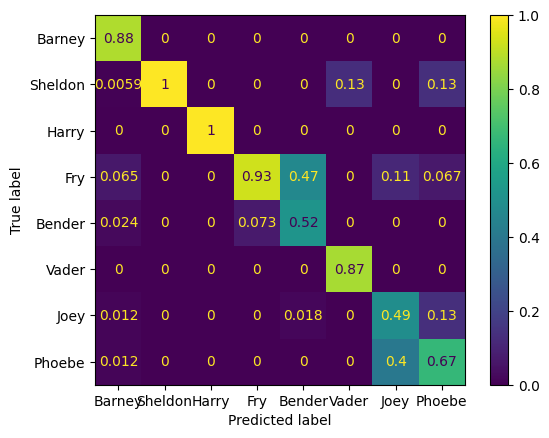 Barney 0.88 0 0 0 0 0 0 0 1.0
Sheldon 0.0059 1 0 0 0 0.13 0 0.13
0.8
Harry 0 0 1 0 0 0 0 0
Fry 0.065 0 0 0.93 0.47 0 0.11 0.067
0.6
True label
Bender 0.024 0 0 0.073 0.52 0 0 0
0.4
Vader 0 0 0 0 0 0.87 0 0
Joey 0.012 0 0 0 0.018 0 0.49 0.13
0.2
Phoebe 0.012 0 0 0 0 0 0.4 0.67
0.0
Barney Sheldon Harry Fry Bender Vader Joey Phoebe
Predicted label